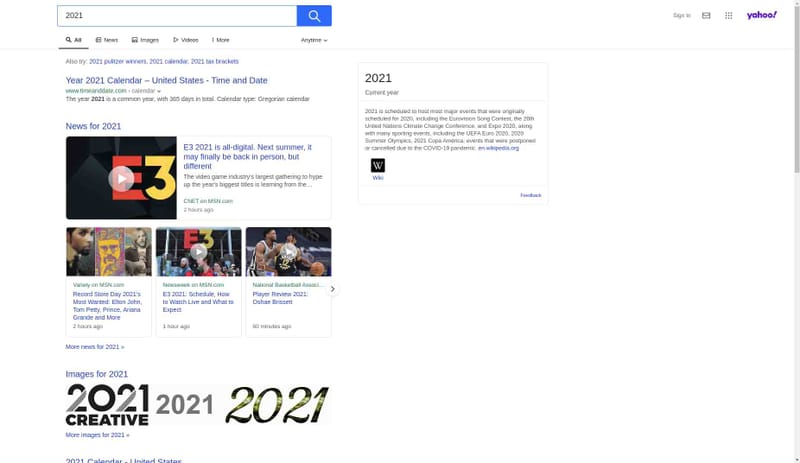 2021
Sign In
yahoo!
All
News
Images
Videos
More
Anytime
Also try: 2021 pulitzer winners, 2021 calendar, 2021 tax brackets
Year 2021 Calendar – United States - Time and Date
www.timeanddate.com › calendar
The year 2021 is a common year, with 365 days in total. Calendar type: Gregorian calendar
News for 2021
E3
E3 2021 is all-digital. Next summer, it
may finally be back in person, but
different
The video game industry's largest gathering to hype
up the year's biggest titles is learning from the...
CNET on MSN.com
2 hours ago
E3
Variety on MSN.com
Record Store Day 2021's
Most Wanted: Elton John,
Tom Petty, Prince, Ariana
Grande and More
2 hours ago
Newsweek on MSN.com
E3 2021: Schedule, How
to Watch Live and What to
Expect
1 hour ago
National Basketball Associ...
Player Review 2021:
Oshae Brissett
60 minutes ago
More news for 2021 »
Images for 2021
2021
CREATIVE
2021
2021
More images for 2021 »
2021 Calendar - United States
2021
Current year
2021 is scheduled to host most major events that were originally
scheduled for 2020, including the Eurovision Song Contest, the 26th
United Nations Climate Change Conference, and Expo 2020, along
with many sporting events, including the UEFA Euro 2020, 2020
Summer Olympics, 2021 Copa América; events that were postponed
or cancelled due to the COVID-19 pandemic. en.wikipedia.org
W
Wiki
Feedback